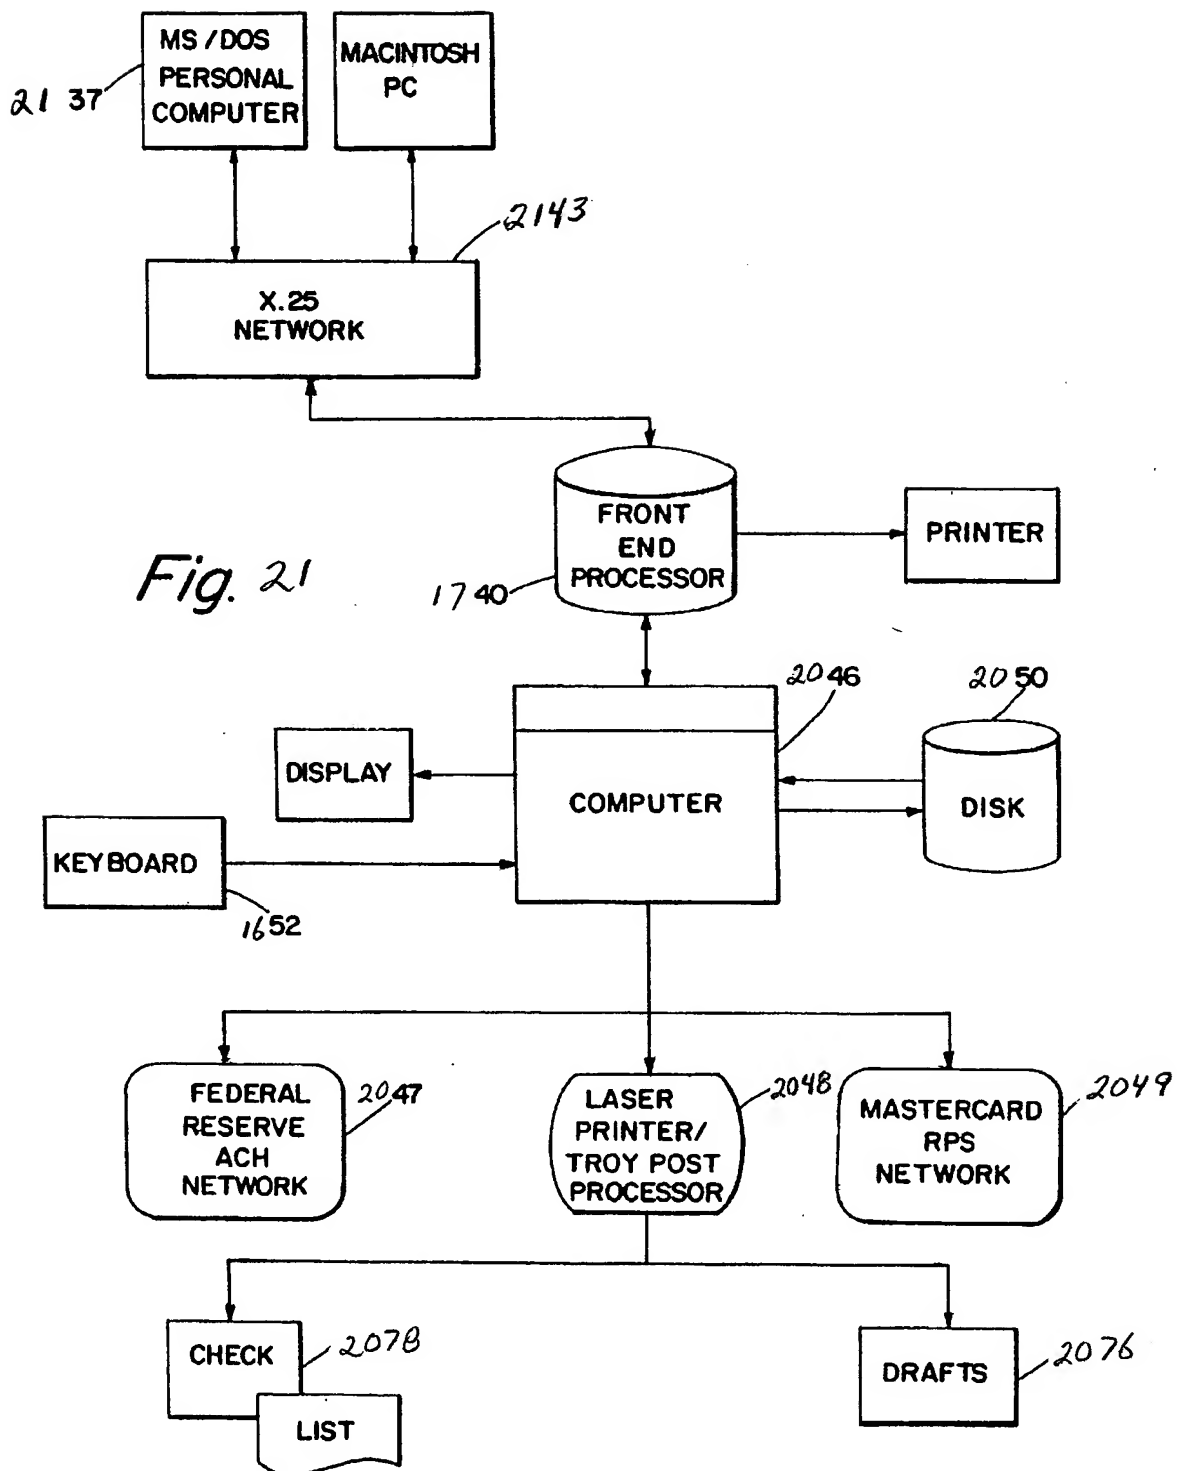 MS/DOS
PERSONAL
COMPUTER
MACINTOSH
PC
21 37
2143
X.25
NETWORK
FRONT
END
PROCESSOR
PRINTER
Fig. 21
1740
2046
2050
DISPLAY
COMPUTER
DISK
KEYBOARD
1652
FEDERAL
RESERVE
ACH
NETWORK
2047
LASER
PRINTER/
TROY POST
PROCESSOR
2048
MASTERCARD
RPS
NETWORK
2049
CHECK
2078
LIST
DRAFTS
2076